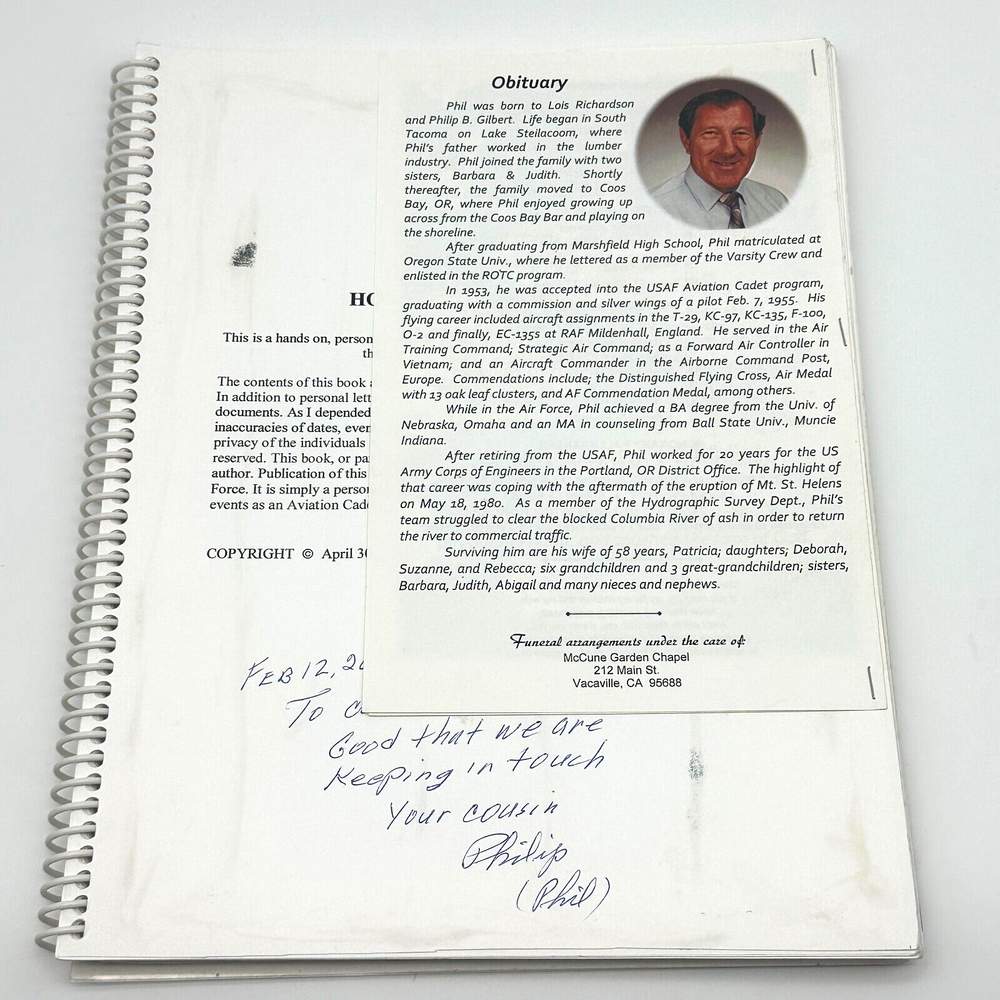 Obituary
Phil was born to Lois Richardson
and Philip B. Gilbert. Life began in South
Tacoma on Lake Steilacoom, where
Phil's father worked in the lumber
industry. Phil joined the family with two
sisters, Barbara & Judith. Shortly
thereafter, the family moved to Coos
Bay, OR, where Phil enjoyed growing up
across from the Coos Bay Bar and playing on
the shoreline.
After graduating from Marshfield High School, Phil matriculated at
Oregon State Univ., where he lettered as a member of the Varsity Crew and
enlisted in the ROTC program.
In 1953, he was accepted into the USAF Aviation Cadet program,
graduating with a commission and silver wings of a pilot Feb. 7, 1955. His
flying career included aircraft assignments in the T-29, KC-97, KC-135, F-100,
O-2 and finally, EC-135s at RAF Mildenhall, England. He served in the Air
Training Command; Strategic Air Command; as a Forward Air Controller in
Vietnam; and an Aircraft Commander in the Airborne Command Post,
Europe. Commendations include; the Distinguished Flying Cross, Air Medal
with 13 oak leaf clusters, and AF Commendation Medal, among others.
While in the Air Force, Phil achieved a BA degree from the Univ. of
Nebraska, Omaha and an MA in counseling from Ball State Univ., Muncie
Indiana.
After retiring from the USAF, Phil worked for 20 years for the US
Army Corps of Engineers in the Portland, OR District Office. The highlight of
that career was coping with the aftermath of the eruption of Mt. St. Helens
on May 18, 1980. As a member of the Hydrographic Survey Dept., Phil's
team struggled to clear the blocked Columbia River of ash in order to return
the river to commercial traffic.
Surviving him are his wife of 58 years, Patricia; daughters; Deborah,
Suzanne, and Rebecca; six grandchildren and 3 great-grandchildren; sisters,
Barbara, Judith, Abigail and many nieces and nephews.
Funeral arrangements under the care of:
McCune Garden Chapel
212 Main St.
Vacaville, CA 95688
HO
This is a hands on, person
th
The contents of this book a
In addition to personal lett
documents. As I depended
inaccuracies of dates, even
privacy of the individuals
reserved. This book, or pa
author. Publication of this
Force. It is simply a perso
events as an Aviation Cad
COPYRIGHT © April 30
FEB 12, 20
To
Good that we are
Keeping in touch
Your cousin
Philip
(Phil)